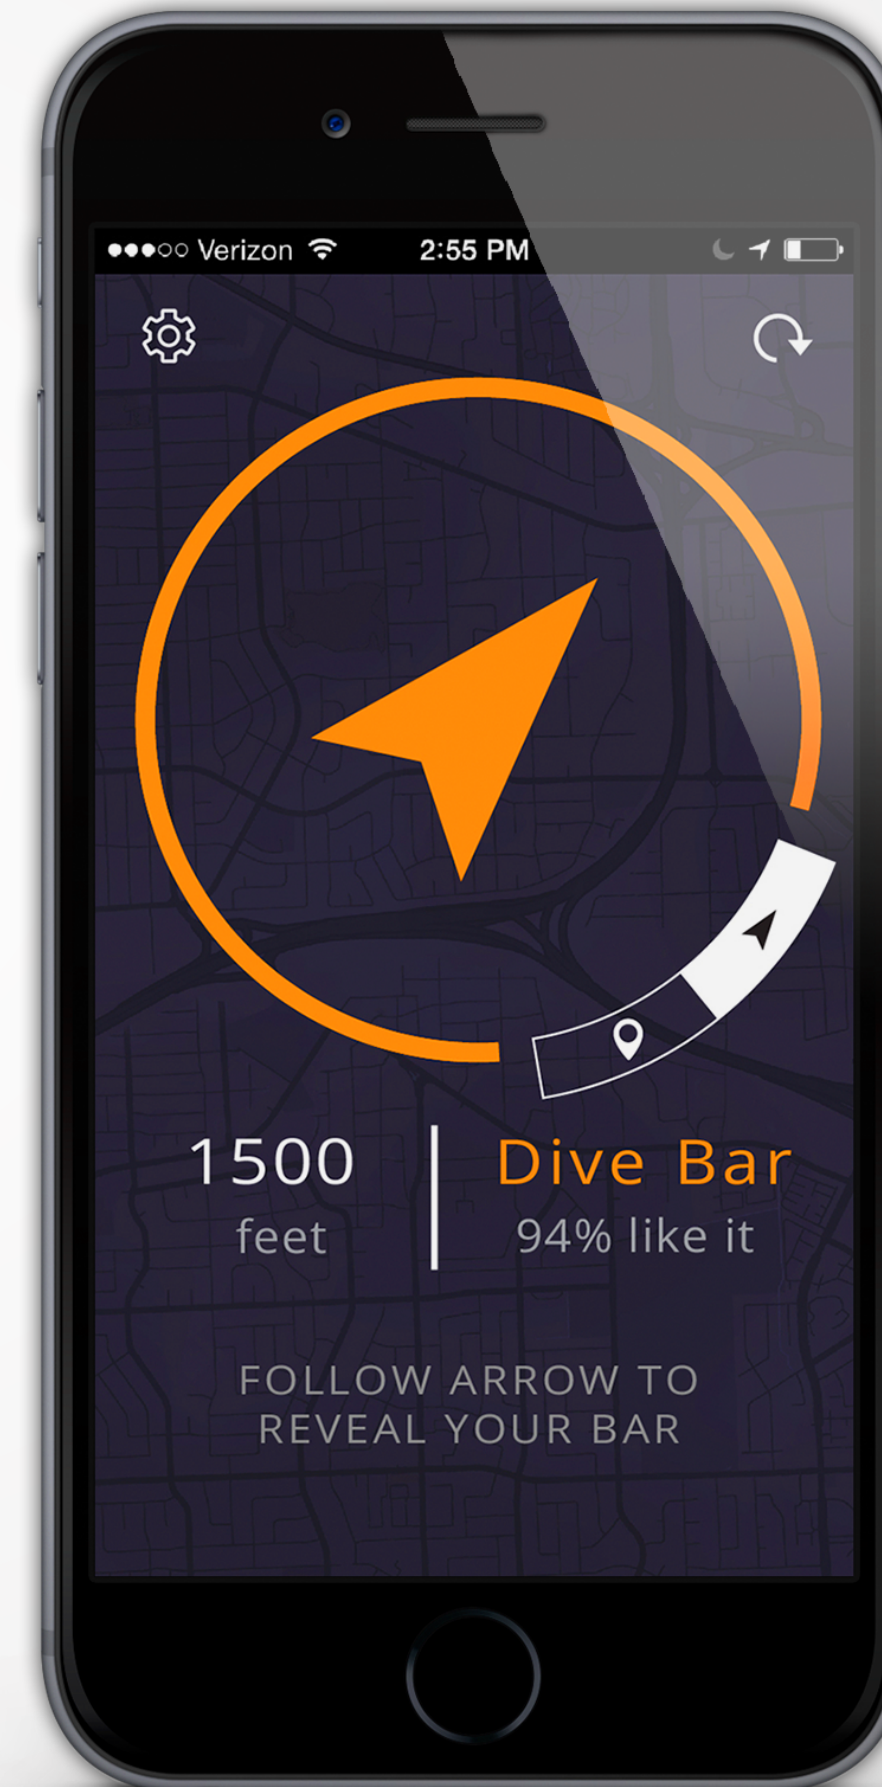 Verizon 2:55 PM
1500
feet
Dive Bar
94% like it
FOLLOW ARROW TO
REVEAL YOUR BAR